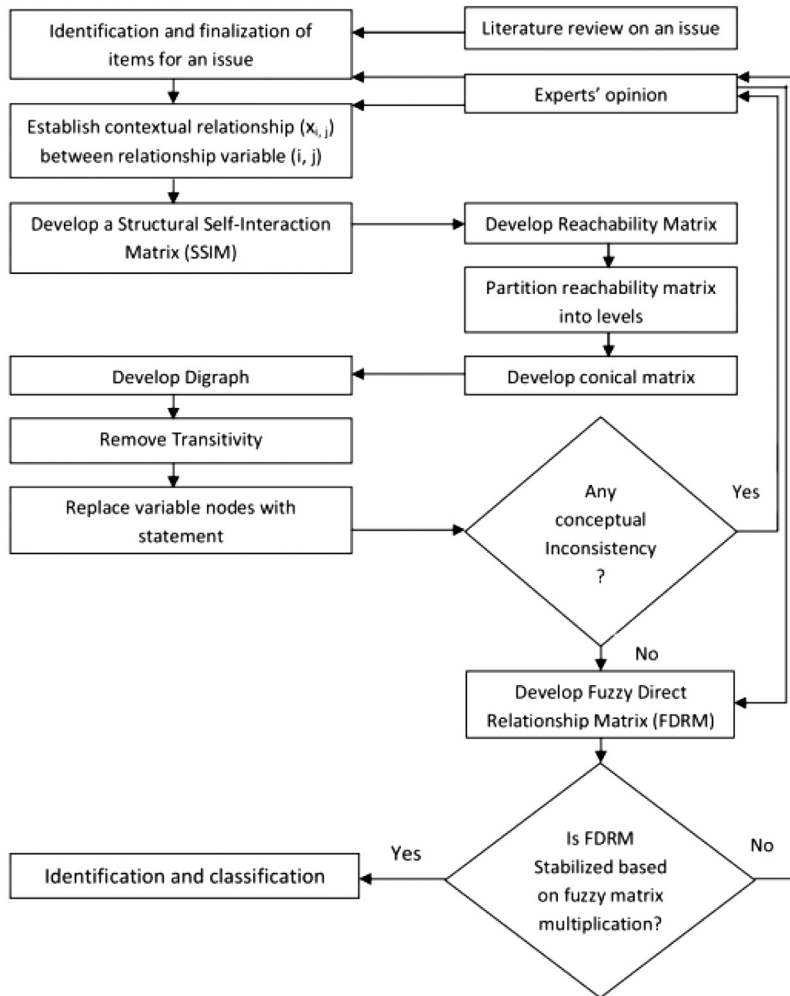 Identification and finalization of
items for an issue
Literature review on an issue
Experts' opinion
Establish contextual relationship (xi, j)
between relationship variable (i, j)
Develop a Structural Self-Interaction
Matrix (SSIM)
Develop Reachability Matrix
Partition reachability matrix
into levels
Develop conical matrix
Develop Digraph
Remove Transitivity
Replace variable nodes with
statement
Any
conceptual
Inconsistency
?
Yes
No
Develop Fuzzy Direct
Relationship Matrix (FDRM)
Is FDRM
Stabilized based
on fuzzy matrix
multiplication?
Yes
No
Identification and classification